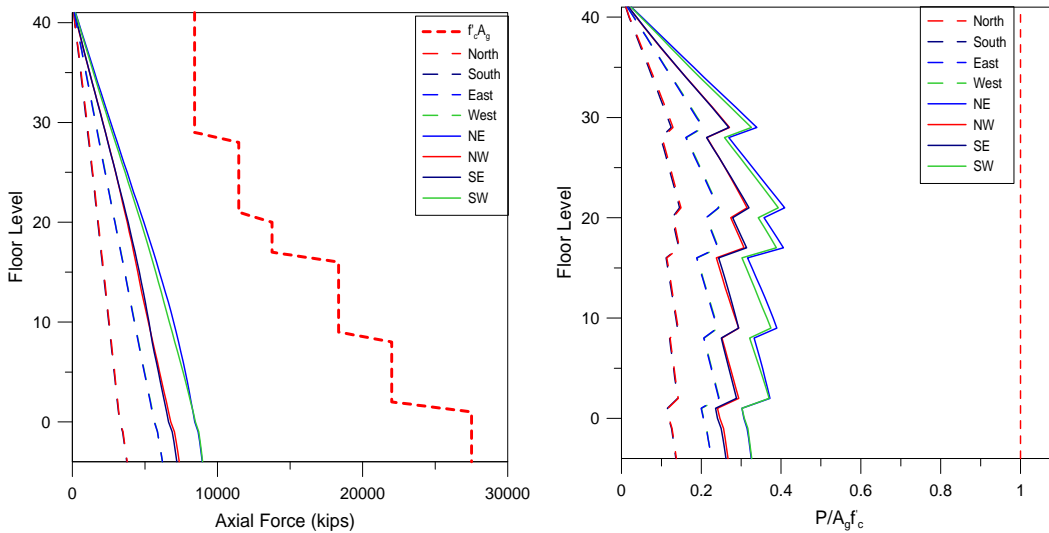 40
30
20
10
0
Floor Level
0
10000
20000
30000
Axial Force (kips)
f'cAg
North
South
East
West
NE
NW
SE
SW
40
30
20
10
0
Floor Level
0
0.2
0.4
0.6
0.8
1
P/Agf'c
North
South
East
West
NE
NW
SE
SW